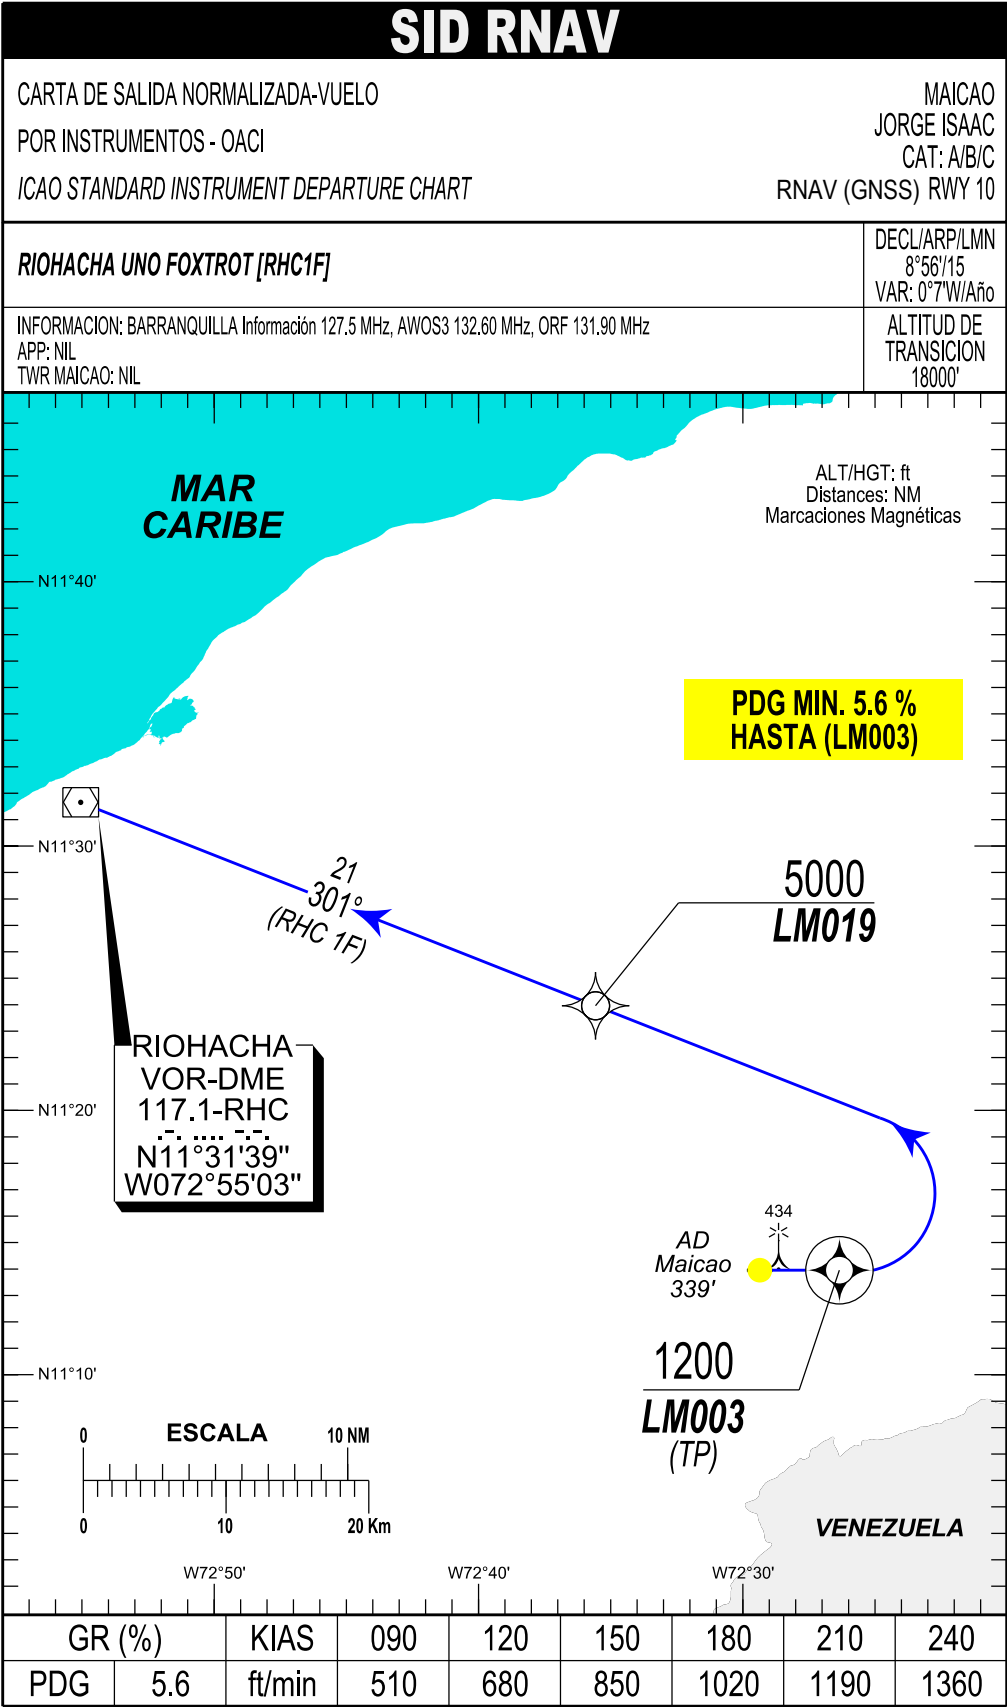 SID RNAV
CARTA DE SALIDA NORMALIZADA-VUELO
POR INSTRUMENTOS - OACI
ICAO STANDARD INSTRUMENT DEPARTURE CHART
MAICAO
JORGE ISAAC
CAT: A/B/C
RNAV (GNSS) RWY 10
RIOHACHA UNO FOXTROT [RHC1F]
DECL/ARP/LMN
8°56'/15
VAR: 0°7'W/Año
INFORMACION: BARRANQUILLA Información 127.5 MHz, AWOS3 132.60 MHz, ORF 131.90 MHz
APP: NIL
TWR MAICAO: NIL
ALTITUD DE
TRANSICION
18000'
MAR
CARIBE
ALT/HGT: ft
Distances: NM
Marcaciones Magnéticas
N11°40'
PDG MIN. 5.6 %
HASTA (LM003)
N11°30'
21
301°
(RHC 1F)
5000
LM019
RIOHACHA
VOR-DME
117.1-RHC
.-. .... -.-.
N11°31'39"
W072°55'03"
N11°20'
434
AD
Maicao
339'
1200
LM003
(TP)
N11°10'
ESCALA
0 10 NM
0 10 20 Km
VENEZUELA
W72°50' W72°40' W72°30'
GR (%) KIAS 090 120 150 180 210 240
PDG 5.6 ft/min 510 680 850 1020 1190 1360